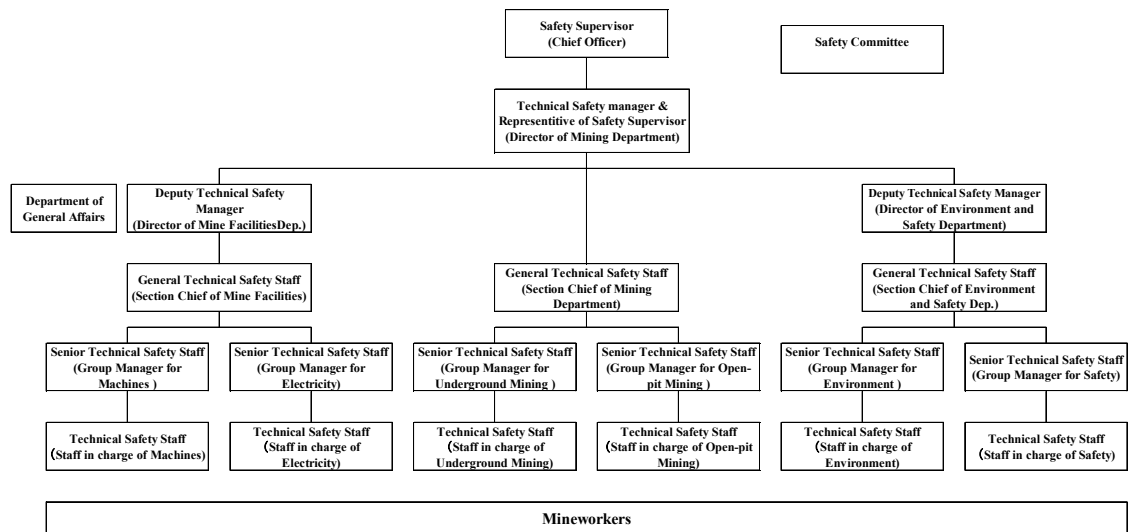 Safety Supervisor
(Chief Officer)
Safety Committee
Technical Safety manager &
Representitive of Safety Supervisor
(Director of Mining Department)
Department of
General Affairs
Deputy Technical Safety
Manager
(Director of Mine FacilitiesDep.)
Deputy Technical Safety Manager
(Director of Environment and
Safety Department)
General Technical Safety Staff
(Section Chief of Mine Facilities)
General Technical Safety Staff
(Section Chief of Mining
Department)
General Technical Safety Staff
(Section Chief of Environment
and Safety Dep.)
Senior Technical Safety Staff
(Group Manager for
Machines )
Senior Technical Safety Staff
(Group Manager for
Electricity)
Senior Technical Safety Staff
(Group Manager for
Underground Mining )
Senior Technical Safety Staff
(Group Manager for Open-
pit Mining )
Senior Technical Safety Staff
(Group Manager for
Environment )
Senior Technical Safety Staff
(Group Manager for Safety)
Technical Safety Staff
(Staff in charge of Machines)
Technical Safety Staff
(Staff in charge of
Electricity)
Technical Safety Staff
(Staff in charge of
Underground Mining)
Technical Safety Staff
(Staff in charge of Open-pit
Mining)
Technical Safety Staff
(Staff in charge of
Environment)
Technical Safety Staff
(Staff in charge of Safety)
Mineworkers